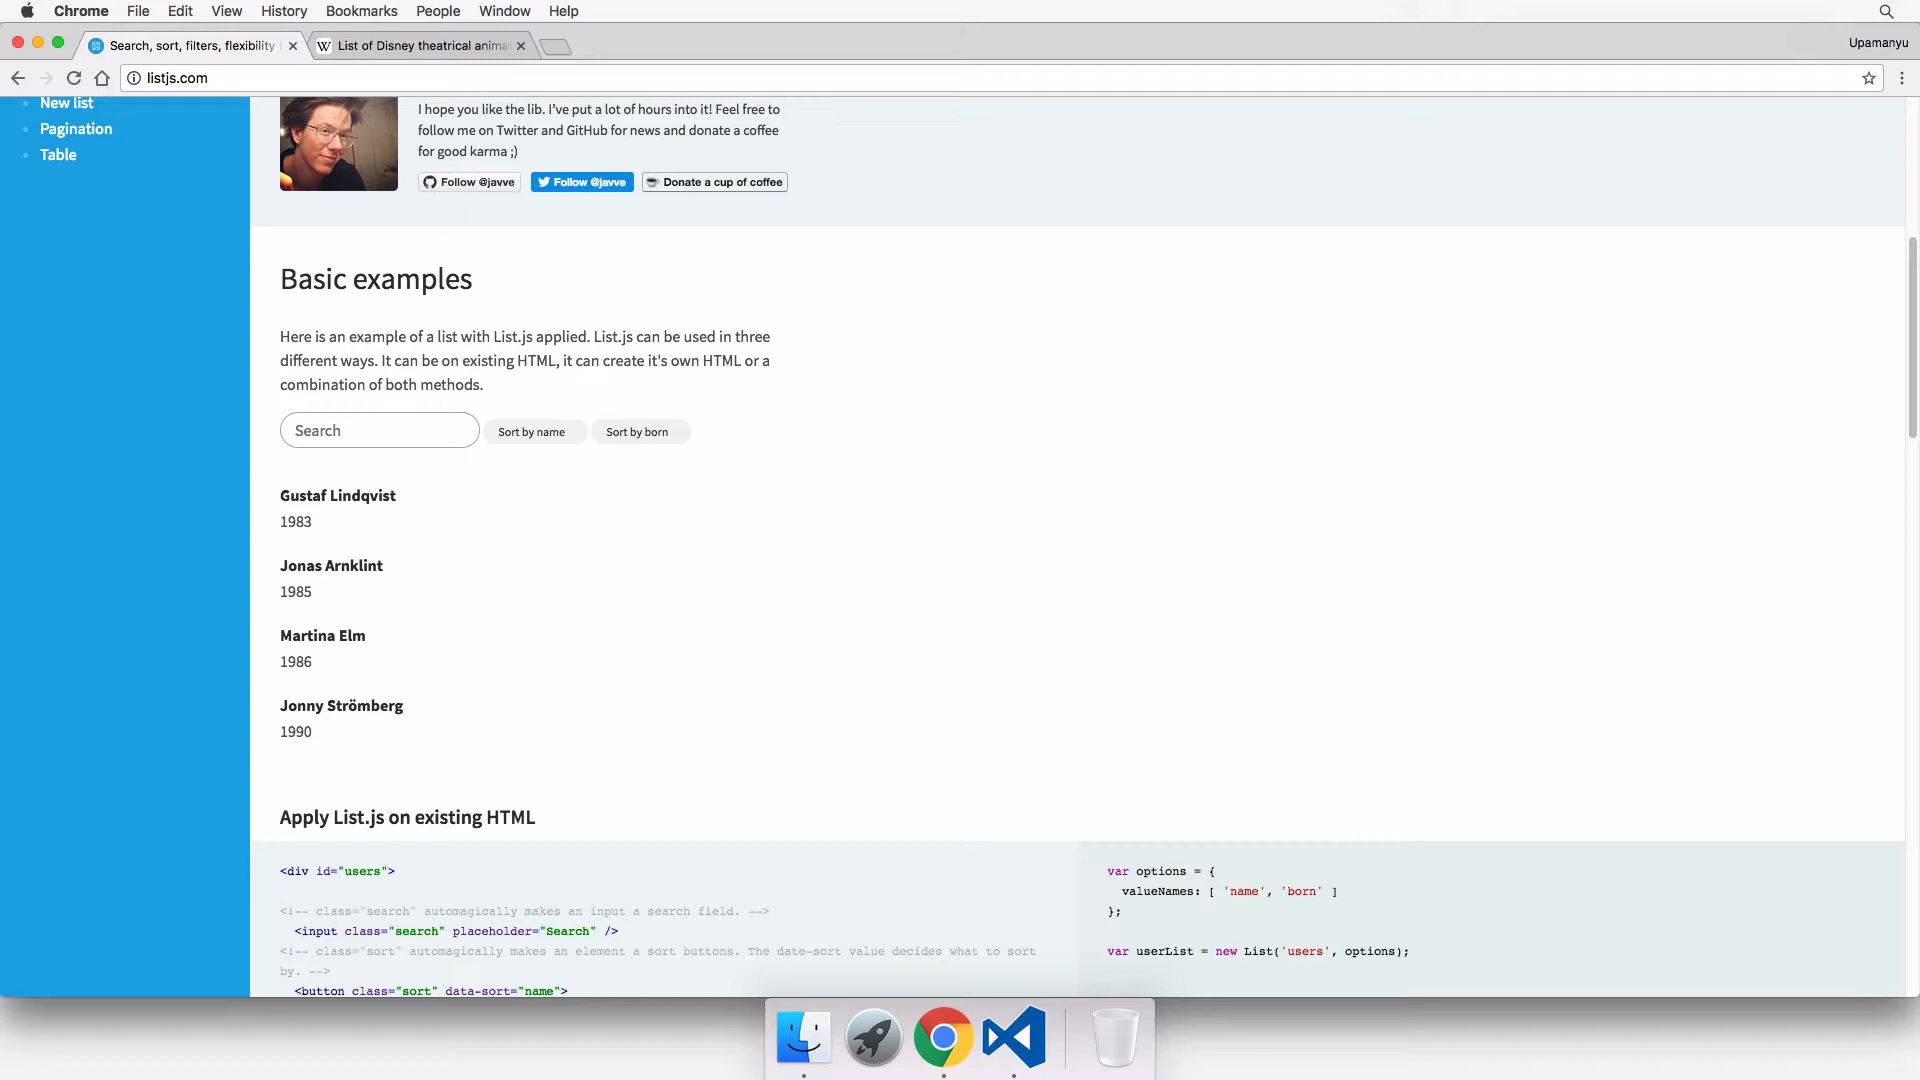 Chrome File Edit View History Bookmarks People Window Help
Search, sort, filters, flexibility
List of Disney theatrical anima
Upamanyu
listjs.com
New list
Pagination
Table
I hope you like the lib. I've put a lot of hours into it! Feel free to
follow me on Twitter and GitHub for news and donate a coffee
for good karma ;)
Follow @javve Follow @javve Donate a cup of coffee
Basic examples
Here is an example of a list with List.js applied. List.js can be used in three
different ways. It can be on existing HTML, it can create it's own HTML or a
combination of both methods.
Search Sort by name Sort by born
Gustaf Lindqvist
1983
Jonas Arnklint
1985
Martina Elm
1986
Jonny Strömberg
1990
Apply List.js on existing HTML
<div id="users">
<!-- class="search" automagically makes an input a search field. -->
<input class="search" placeholder="Search" />
<!-- class="sort" automagically makes an element a sort buttons. The date-sort value decides what to sort
by. -->
<button class="sort" data-sort="name">
var options = {
valueNames: [ 'name', 'born' ]
};
var userList = new List('users', options);